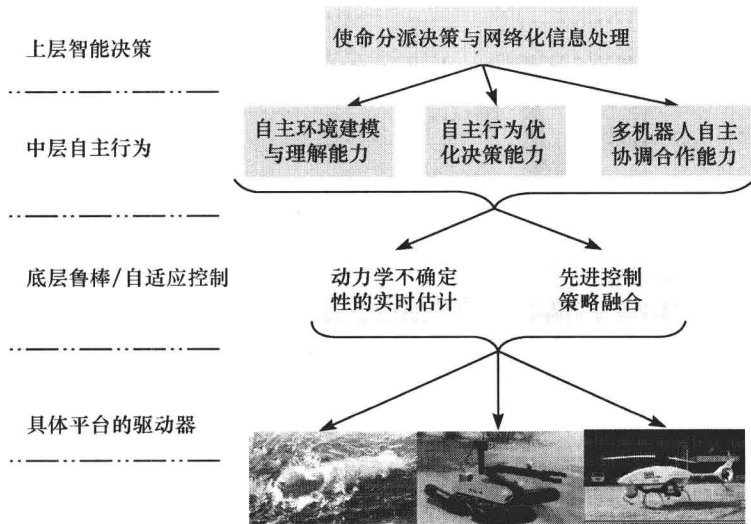 上层智能决策
使命分派决策与网络化信息处理
中层自主行为
自主环境建模
与理解能力
自主行为优
化决策能力
多机器人自主
协调合作能力
底层鲁棒/自适应控制
动力学不确定
性的实时估计
先进控制
策略融合
具体平台的驱动器